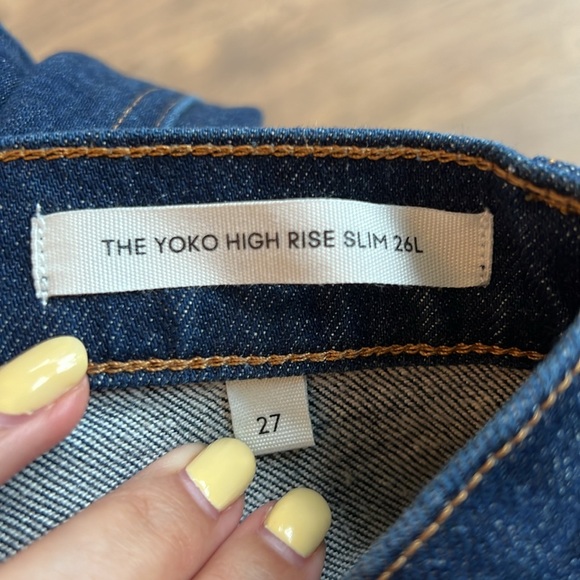 THE YOKO HIGH RISE SLIM 26L
27